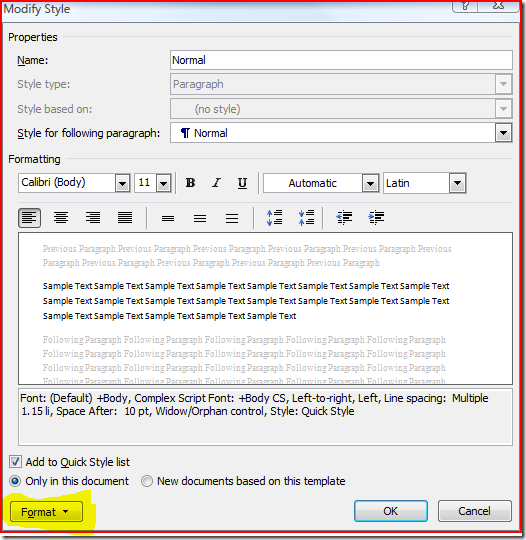 Modify Style
Properties
Name: Normal
Style type: Paragraph
Style based on: (no style)
Style for following paragraph: ¶ Normal
Formatting
Calibri (Body) 11 B I U Automatic Latin
Previous Paragraph Previous Paragraph Previous Paragraph Previous Paragraph Previous Paragraph Previous
Paragraph Previous Paragraph Previous Paragraph Previous Paragraph Previous Paragraph
Sample Text Sample Text Sample Text Sample Text Sample Text Sample Text Sample Text Sample Text
Sample Text Sample Text Sample Text Sample Text Sample Text Sample Text Sample Text Sample Text
Sample Text Sample Text Sample Text Sample Text Sample Text
Following Paragraph Following Paragraph Following Paragraph Following Paragraph Following Paragraph
Following Paragraph Following Paragraph Following Paragraph Following Paragraph Following Paragraph
Following Paragraph Following Paragraph Following Paragraph Following Paragraph Following Paragraph
Following Paragraph Following Paragraph Following Paragraph Following Paragraph Following Paragraph
Font: (Default) +Body, Complex Script Font: +Body CS, Left-to-right, Left, Line spacing: Multiple
1.15 li, Space After: 10 pt, Widow/Orphan control, Style: Quick Style
Add to Quick Style list
Only in this document New documents based on this template
Format OK Cancel